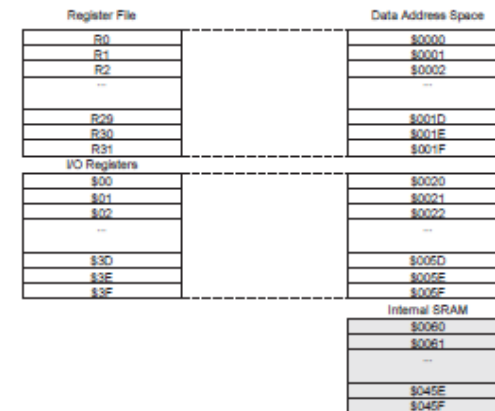 Register File Data Address Space
R0 $0000
R1 $0001
R2 $0002
... ...
R29 $001D
R30 $001E
R31 $001F
I/O Registers
$00 $0020
$01 $0021
$02 $0022
... ...
$3D $005D
$3E $005E
$3F $005F
Internal SRAM
$0060
$0061
...
$045E
$045F